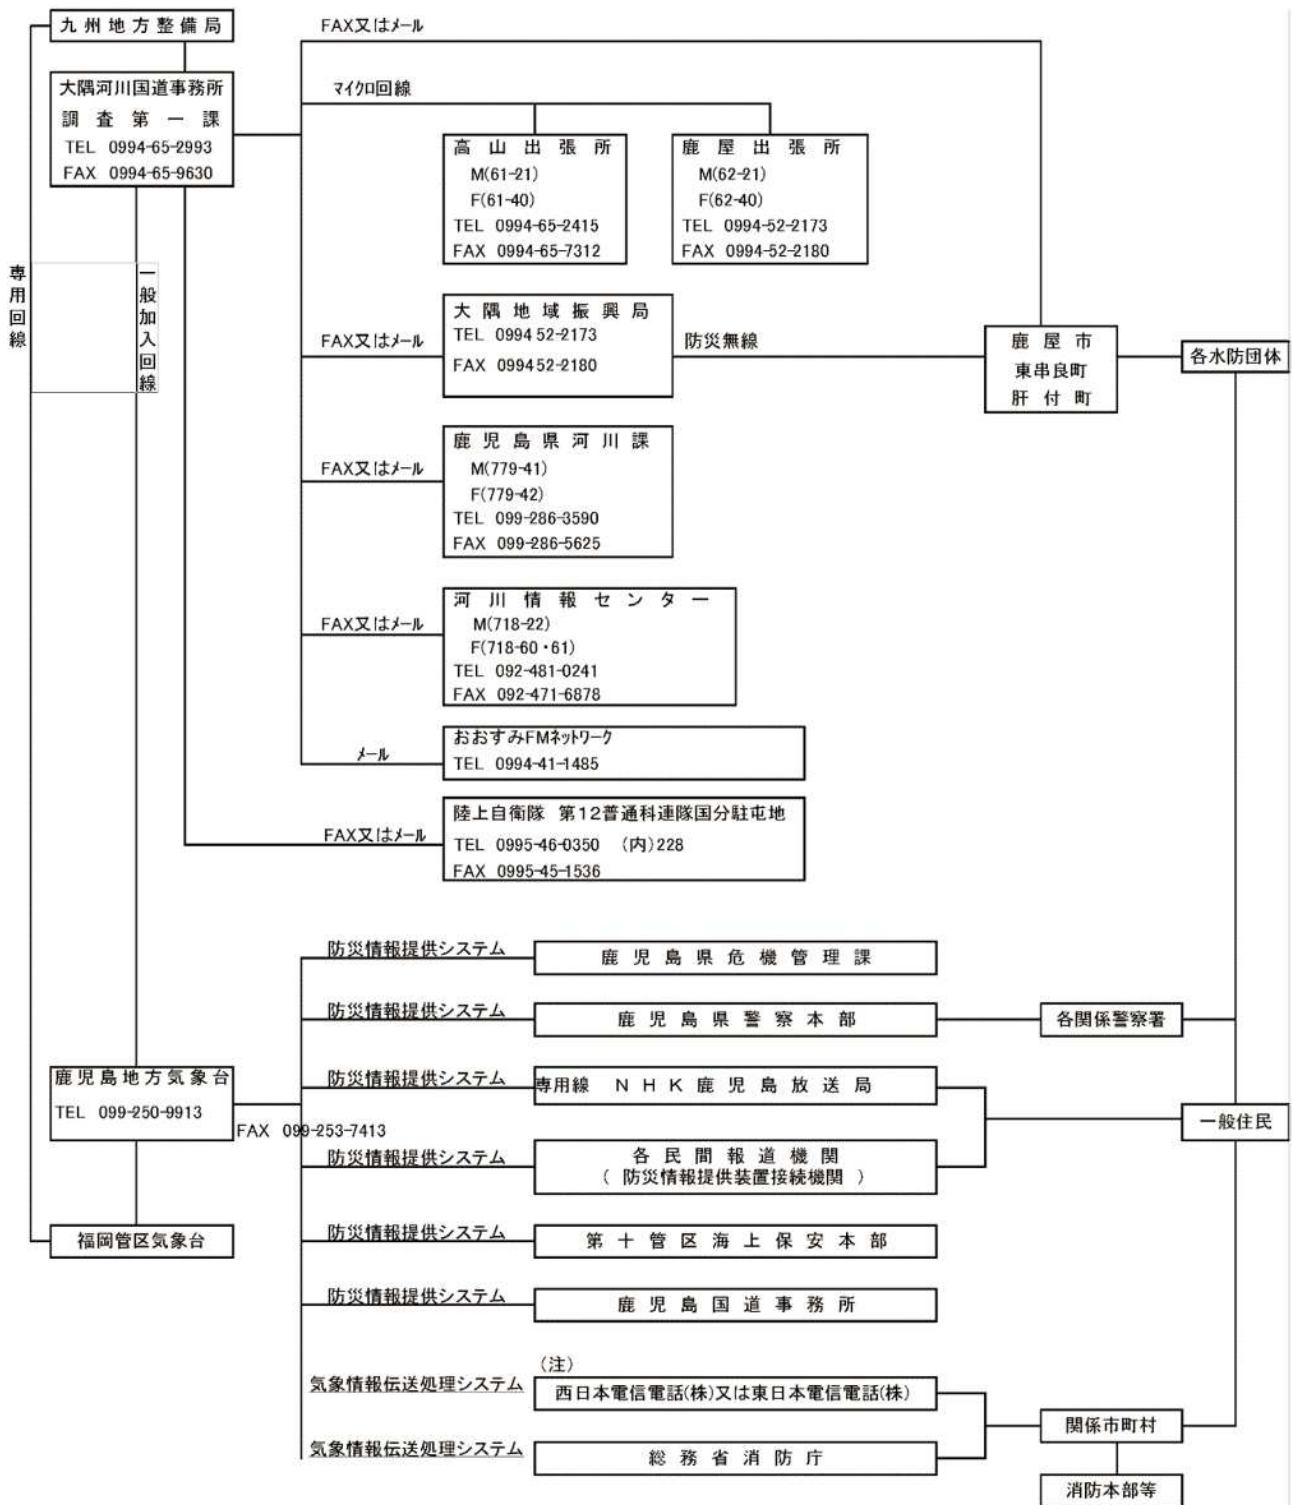 九州地方整備局
FAX又はメール
大隅河川国道事務所
調査第一課
TEL 0994-65-2993
FAX 0994-65-9630
マイクロ回線
高山出張所
M(61-21)
F(61-40)
TEL 0994-65-2415
FAX 0994-65-7312
鹿屋出張所
M(62-21)
F(62-40)
TEL 0994-52-2173
FAX 0994-52-2180
専用回線
一般加入回線
FAX又はメール
大隅地域振興局
TEL 0994 52-2173
FAX 099452-2180
防災無線
鹿屋市
東串良町
肝付町
各水防団体
FAX又はメール
鹿児島県河川課
M(779-41)
F(779-42)
TEL 099-286-3590
FAX 099-286-5625
FAX又はメール
河川情報センター
M(718-22)
F(718-60・61)
TEL 092-481-0241
FAX 092-471-6878
メール
おおすみFMネットワーク
TEL 0994-41-1485
FAX又はメール
陸上自衛隊 第12普通科連隊国分駐屯地
TEL 0995-46-0350 (内)228
FAX 0995-45-1536
防災情報提供システム
鹿児島県危機管理課
防災情報提供システム
鹿児島県警察本部
各関係警察署
鹿児島地方気象台
TEL 099-250-9913
FAX 099-253-7413
防災情報提供システム
専用線 NHK鹿児島放送局
一般住民
防災情報提供システム
各民間報道機関
( 防災情報提供装置接続機関 )
福岡管区気象台
防災情報提供システム
第十管区海上保安本部
防災情報提供システム
鹿児島国道事務所
(注)
気象情報伝送処理システム
西日本電信電話(株)又は東日本電信電話(株)
関係市町村
気象情報伝送処理システム
総務省消防庁
消防本部等